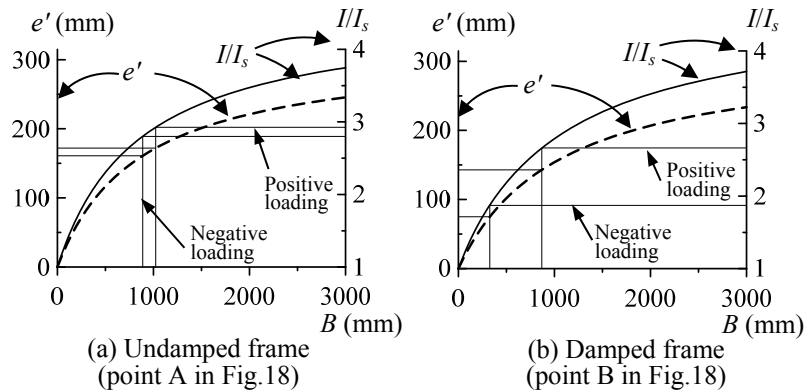 e′ (mm)
I/Iₛ
300
200
100
0
4
3
2
1
I/Iₛ
e′
Positive
loading
Negative
loading
0 1000 2000 3000
B (mm)
(a) Undamped frame
(point A in Fig.18)
e′ (mm)
I/Iₛ
300
200
100
0
4
3
2
1
I/Iₛ
e′
Positive
loading
Negative
loading
0 1000 2000 3000
B (mm)
(b) Damped frame
(point B in Fig.18)